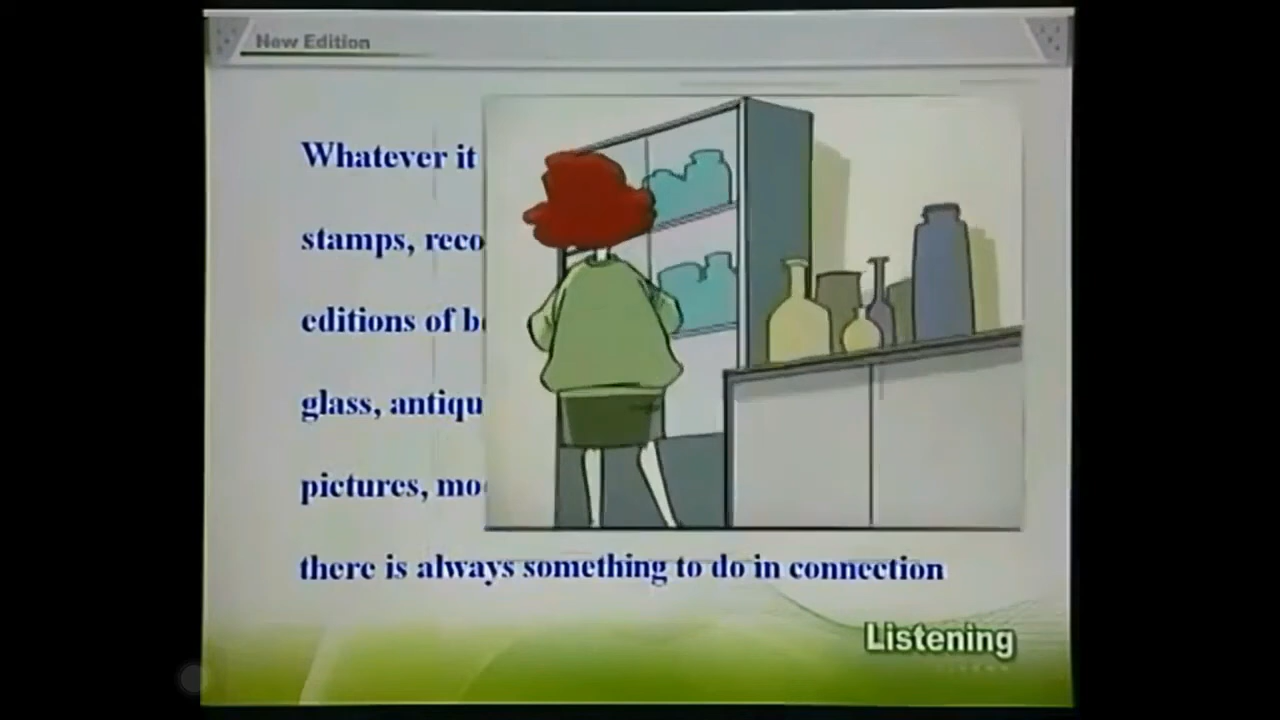 New Edition
Whatever it
stamps, reco
editions of b
glass, antiqu
pictures, mo
there is always something to do in connection
Listening